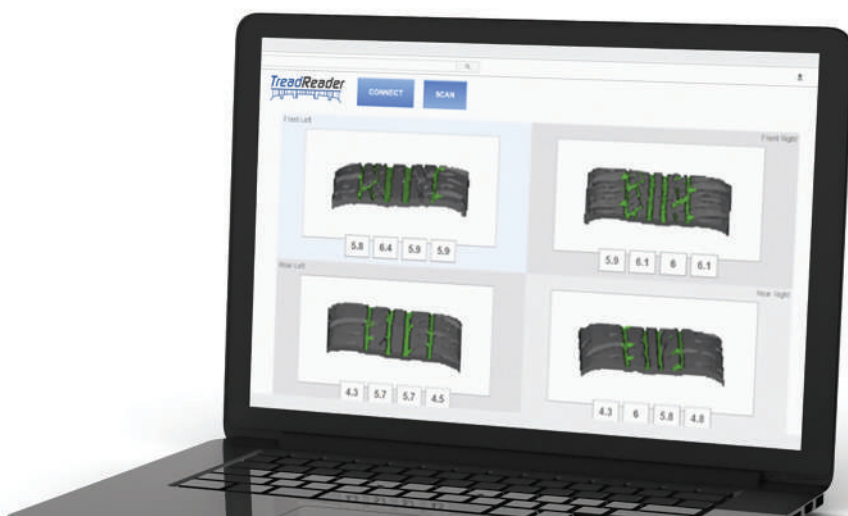 TreadReader
CONNECT
SCAN
Front Left
Front Right
5.8 6.4 5.9 5.9
5.9 6.1 6 6.1
Rear Left
Rear Right
4.3 5.7 5.7 4.5
4.3 6 5.8 4.8